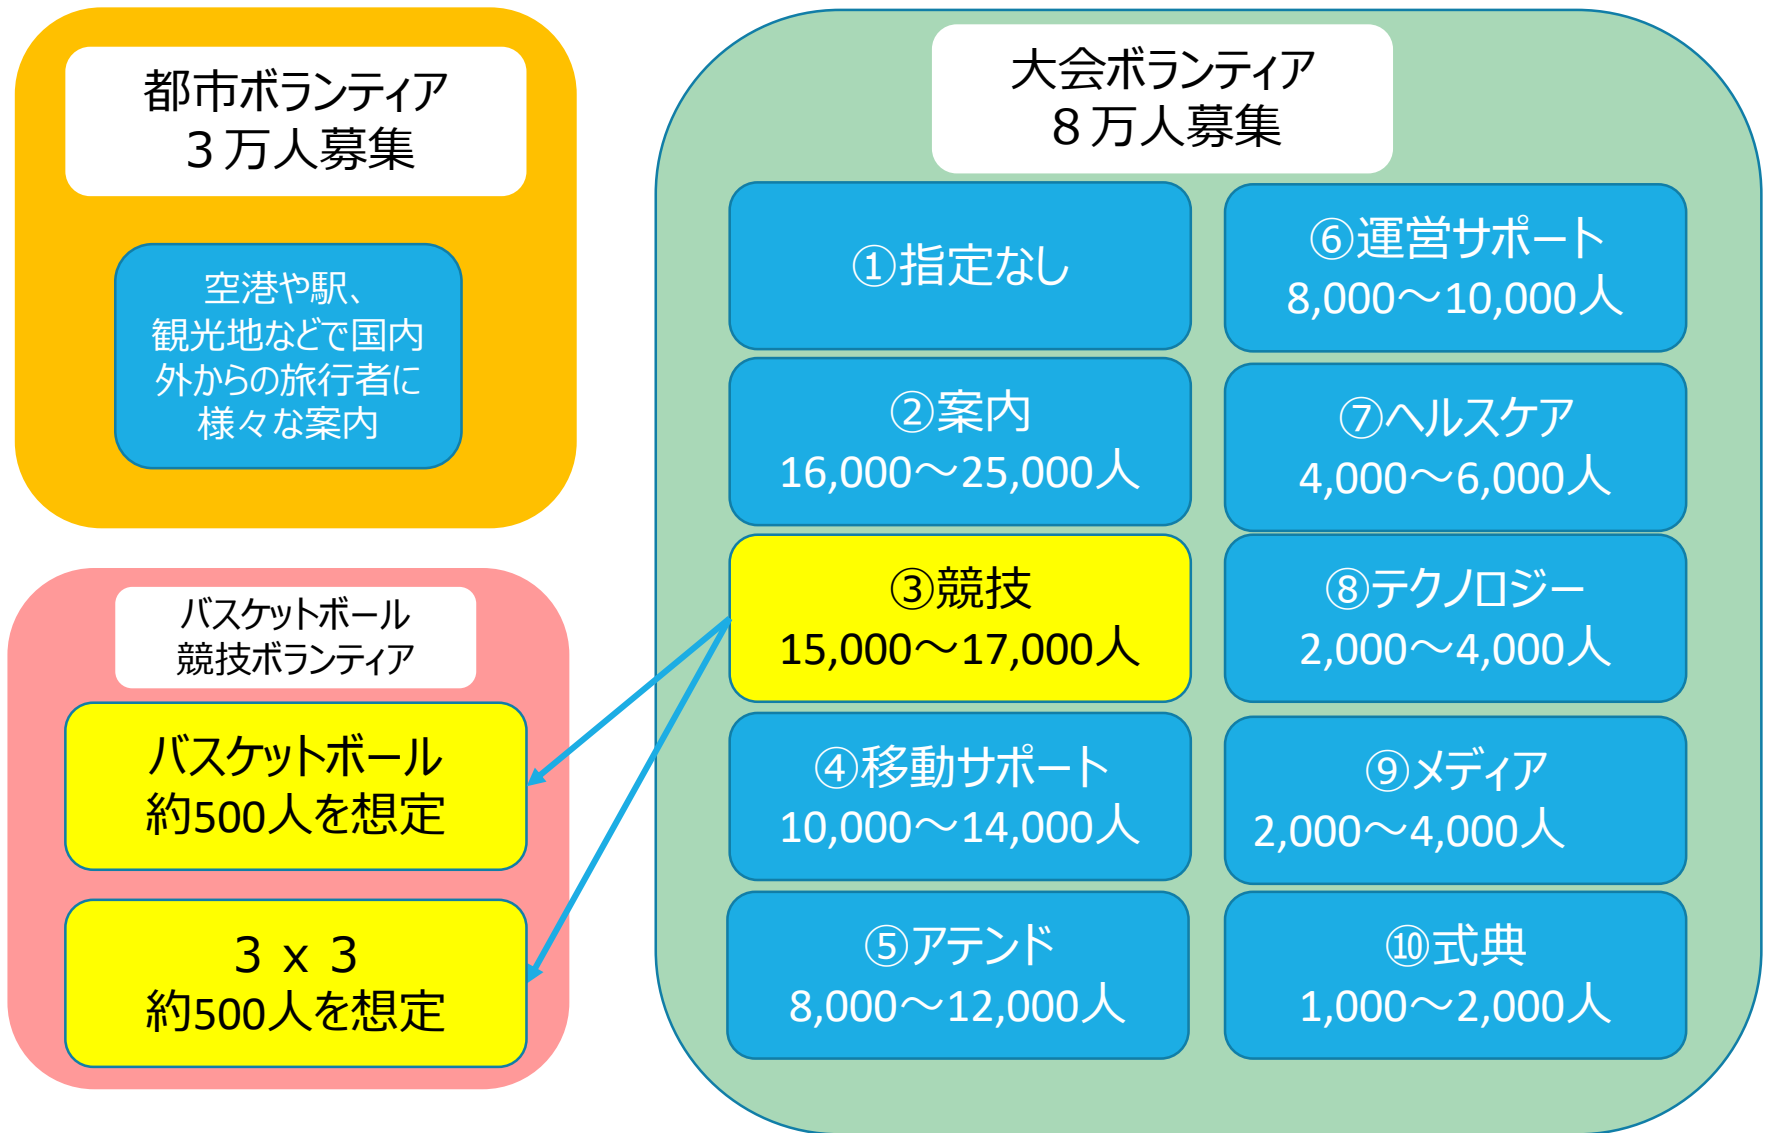 都市ボランティア
３万人募集
空港や駅、
観光地などで国内
外からの旅行者に
様々な案内
バスケットボール
競技ボランティア
バスケットボール
約500人を想定
３ｘ３
約500人を想定
大会ボランティア
８万人募集
①指定なし
②案内
16,000～25,000人
③競技
15,000～17,000人
④移動サポート
10,000～14,000人
⑤アテンド
8,000～12,000人
⑥運営サポート
8,000～10,000人
⑦ヘルスケア
4,000～6,000人
⑧テクノロジー
2,000～4,000人
⑨メディア
2,000～4,000人
⑩式典
1,000～2,000人